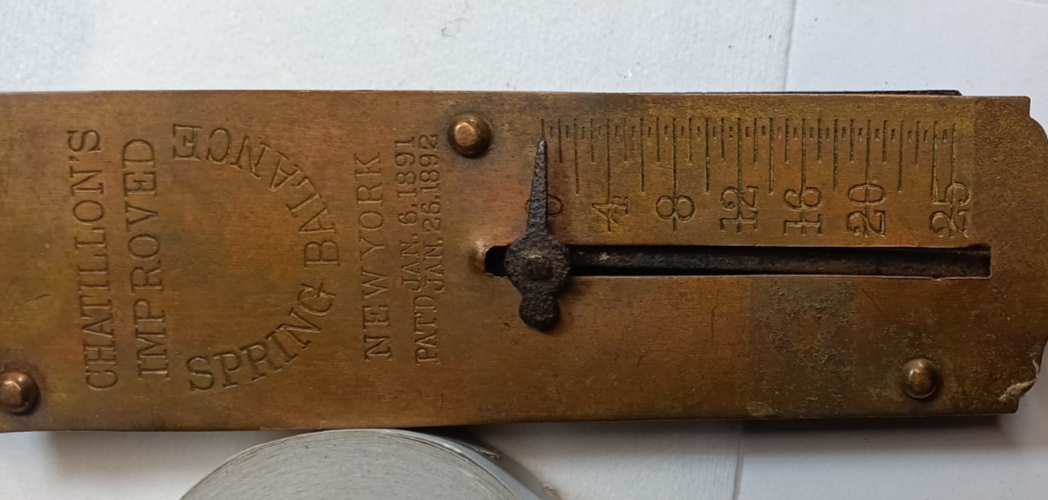 CHATILLON'S
IMPROVED
SPRING BALANCE
NEW YORK
PAT'D JAN. 6. 1891
JAN. 26. 1892
0 4 8 12 16 20 25